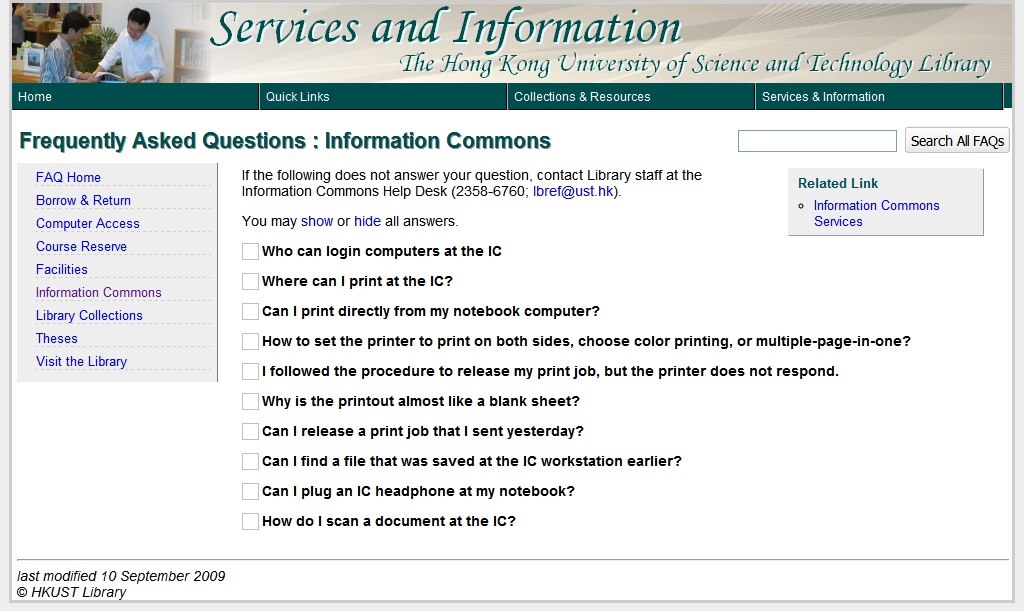 Services and Information
The Hong Kong University of Science and Technology Library
Home
Quick Links
Collections & Resources
Services & Information
Frequently Asked Questions : Information Commons
Search All FAQs
FAQ Home
Borrow & Return
Computer Access
Course Reserve
Facilities
Information Commons
Library Collections
Theses
Visit the Library
If the following does not answer your question, contact Library staff at the
Information Commons Help Desk (2358-6760; lbref@ust.hk).
You may show or hide all answers.
Who can login computers at the IC
Where can I print at the IC?
Can I print directly from my notebook computer?
How to set the printer to print on both sides, choose color printing, or multiple-page-in-one?
I followed the procedure to release my print job, but the printer does not respond.
Why is the printout almost like a blank sheet?
Can I release a print job that I sent yesterday?
Can I find a file that was saved at the IC workstation earlier?
Can I plug an IC headphone at my notebook?
How do I scan a document at the IC?
Related Link
Information Commons
Services
last modified 10 September 2009
© HKUST Library